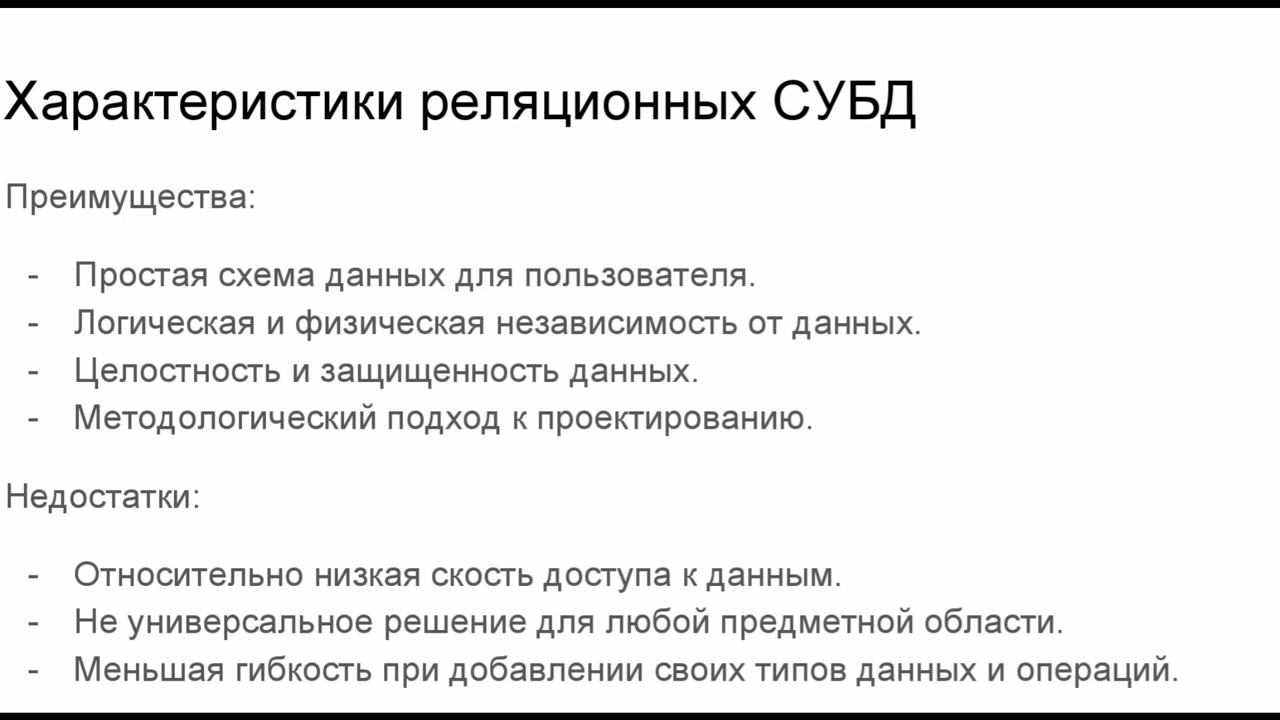 Характеристики реляционных СУБД
Преимущества:
- Простая схема данных для пользователя.
- Логическая и физическая независимость от данных.
- Целостность и защищенность данных.
- Методологический подход к проектированию.
Недостатки:
- Относительно низкая скость доступа к данным.
- Не универсальное решение для любой предметной области.
- Меньшая гибкость при добавлении своих типов данных и операций.